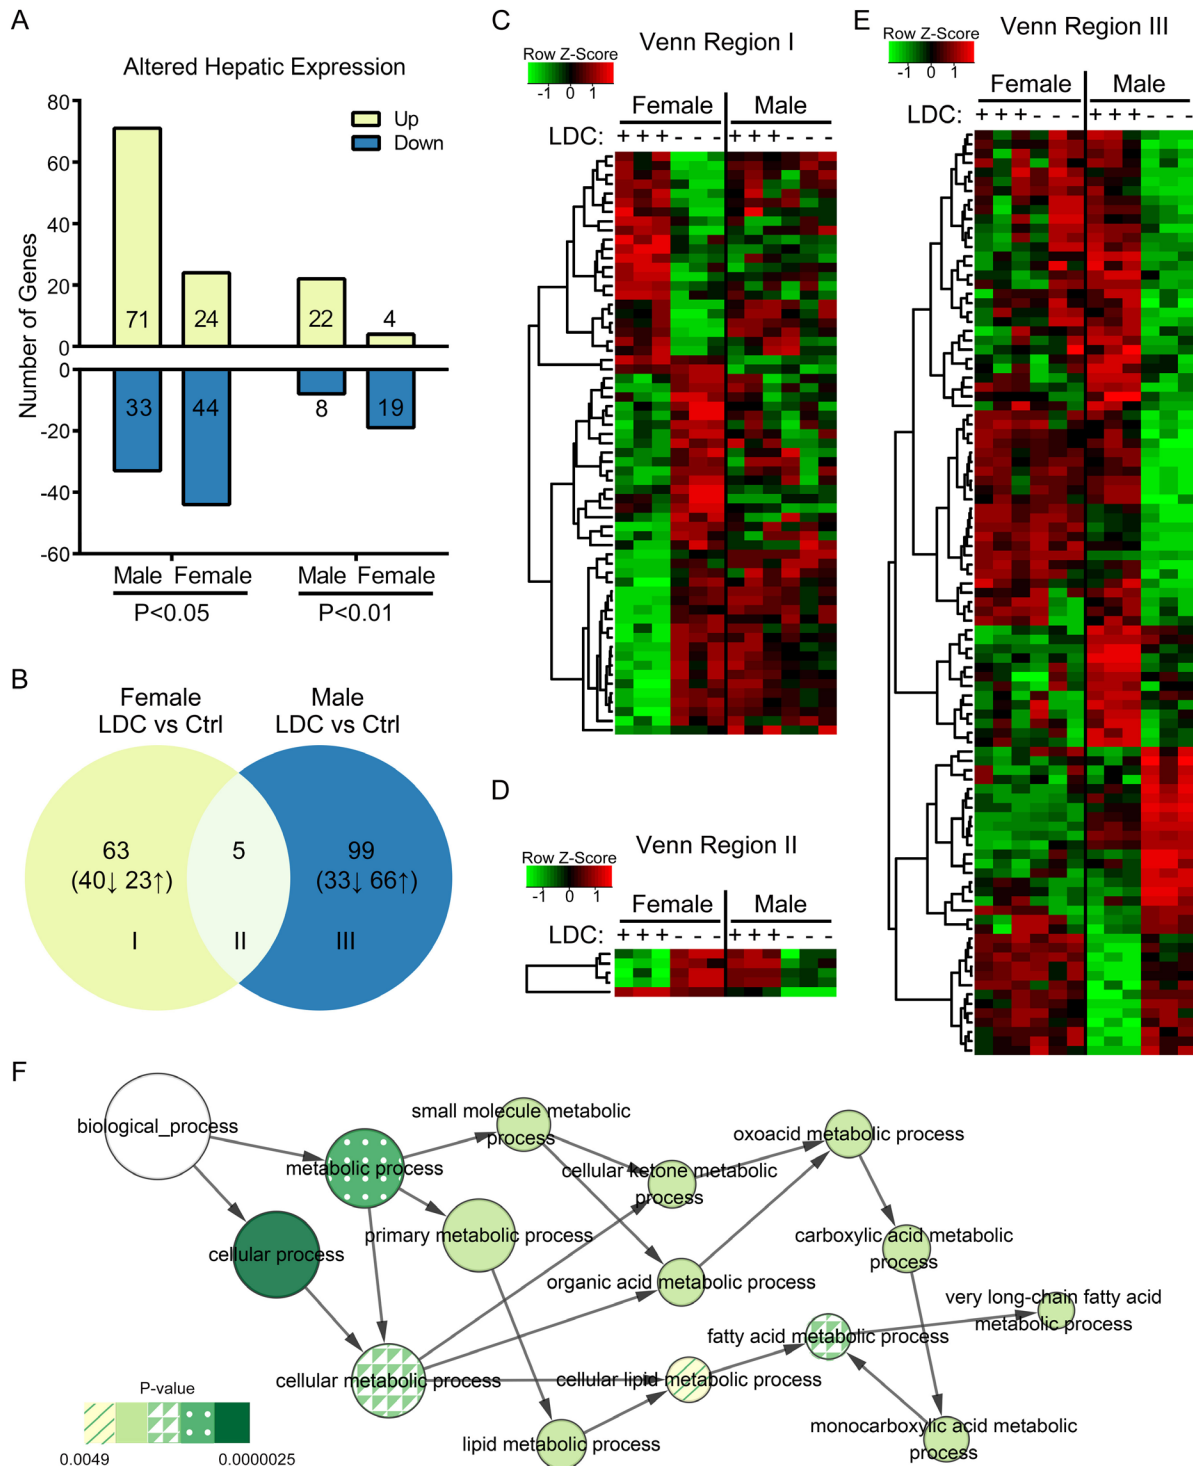 A
Altered Hepatic Expression
Number of Genes
80
60
40
20
0
0
-20
-40
-60
Up
Down
71
24
22
4
33
44
8
19
Male Female
Male Female
P<0.05
P<0.01
B
Female
LDC vs Ctrl
Male
LDC vs Ctrl
63
(40↓ 23↑)
5
99
(33↓ 66↑)
I
II
III
C
Venn Region I
Row Z-Score
-1 0 1
Female
Male
LDC: + + + - - - + + + - - -
D
Venn Region II
Row Z-Score
-1 0 1
Female
Male
LDC: + + + - - - + + + - - -
E
Venn Region III
Row Z-Score
-1 0 1
Female
Male
LDC: + + + - - - + + + - - -
F
biological_process
metabolic process
cellular process
small molecule metabolic
process
primary metabolic process
cellular ketone metabolic
process
oxoacid metabolic process
organic acid metabolic process
carboxylic acid metabolic
process
very long-chain fatty acid
metabolic process
fatty acid metabolic process
cellular metabolic process
cellular lipid metabolic process
lipid metabolic process
monocarboxylic acid metabolic
process
P-value
0.0049
0.0000025